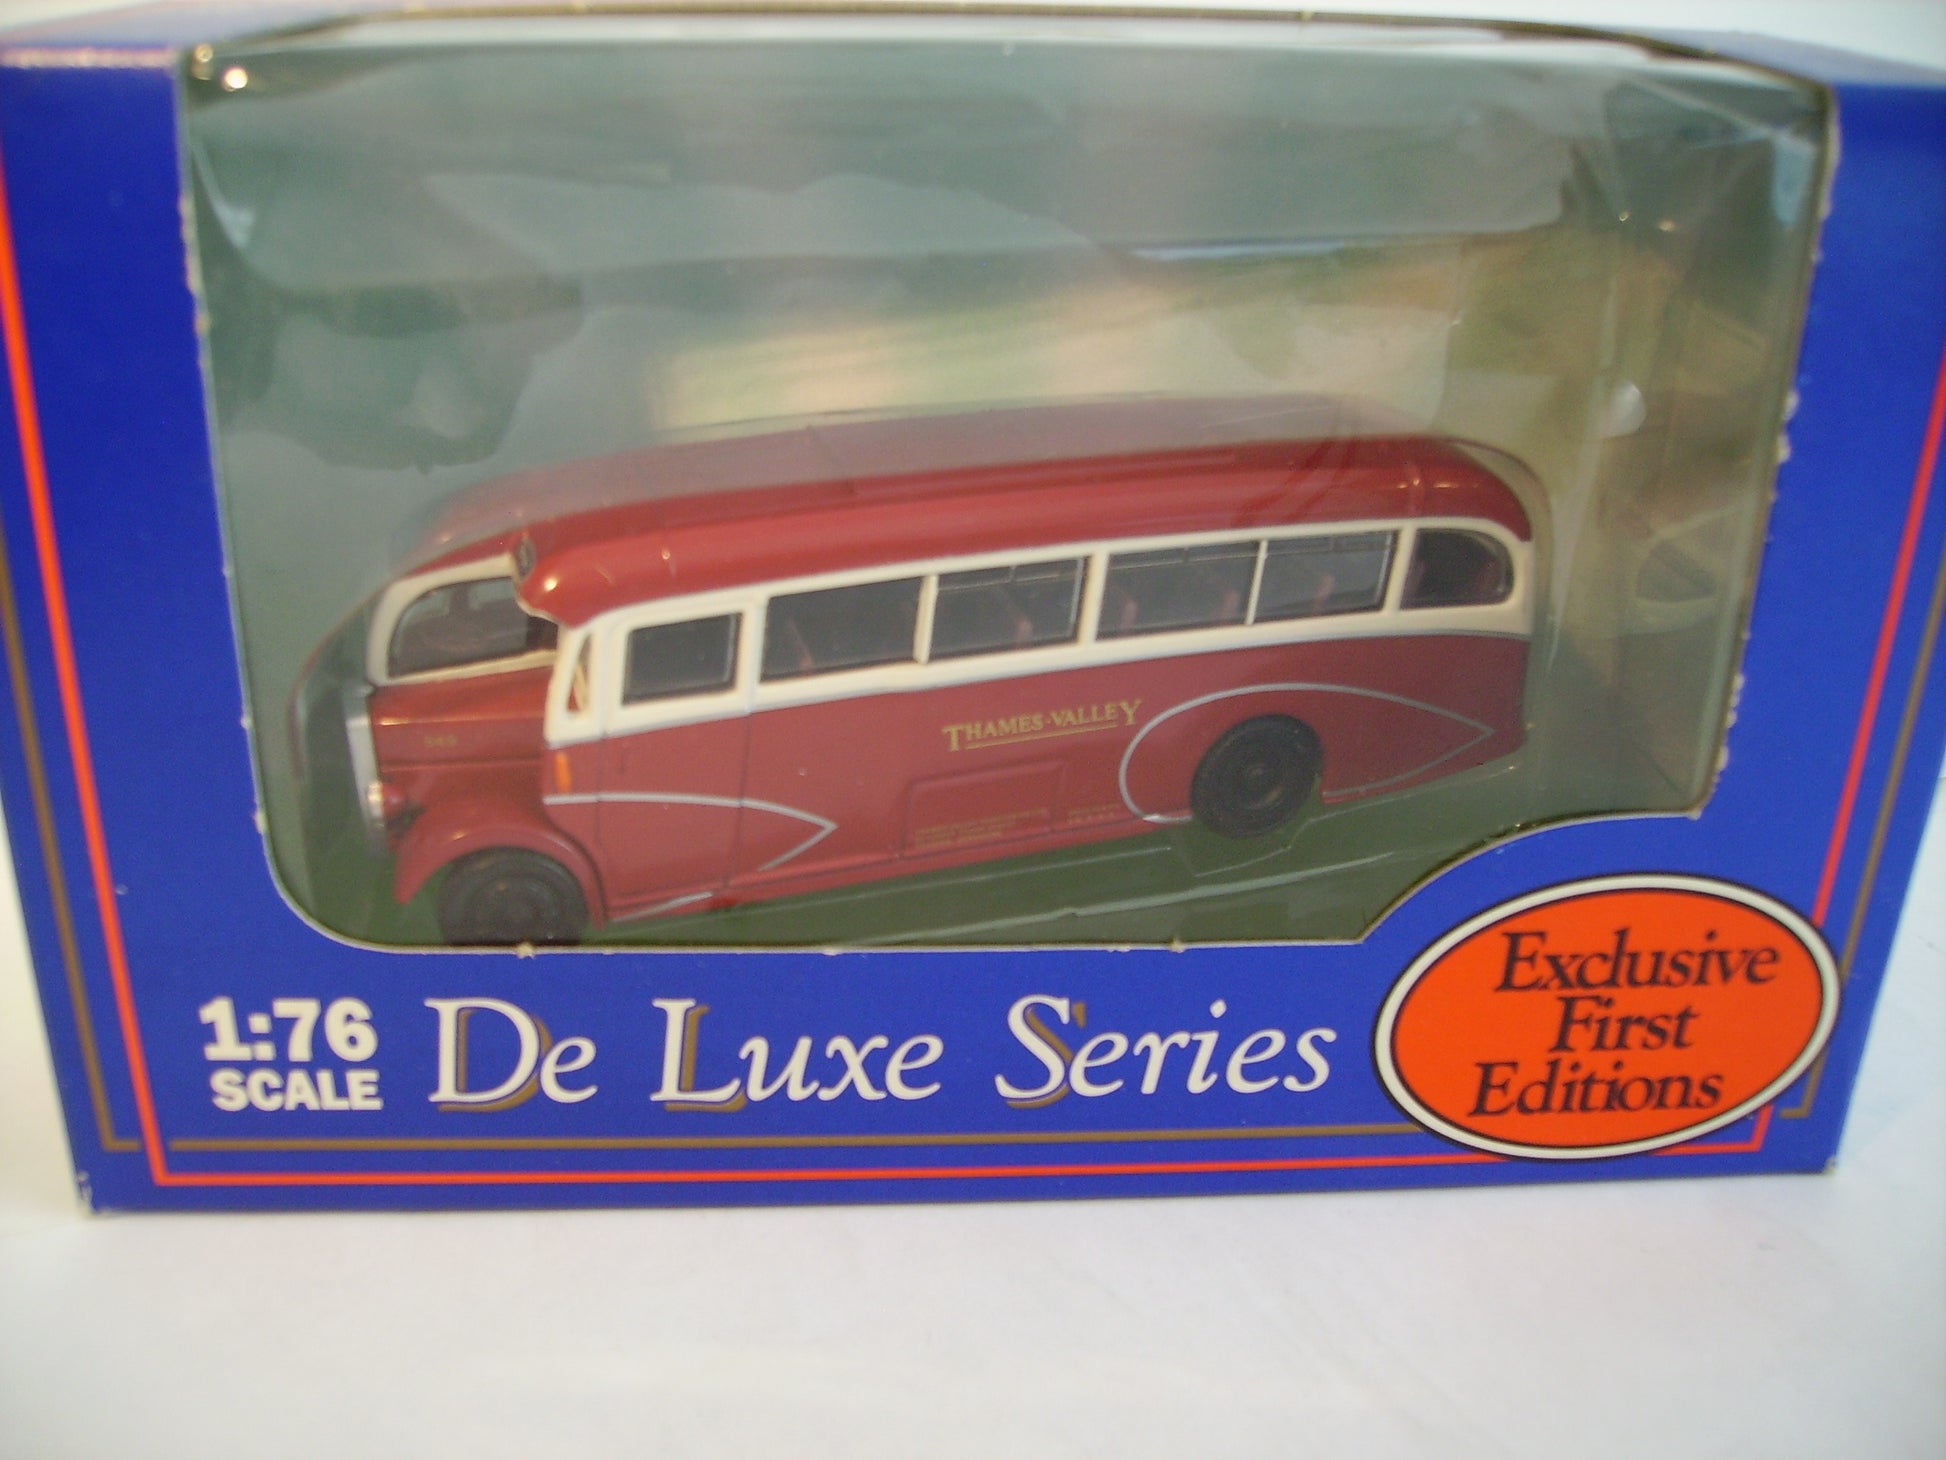 THAMES-VALLEY
1:76
SCALE
De Luxe Series
Exclusive
First
Editions